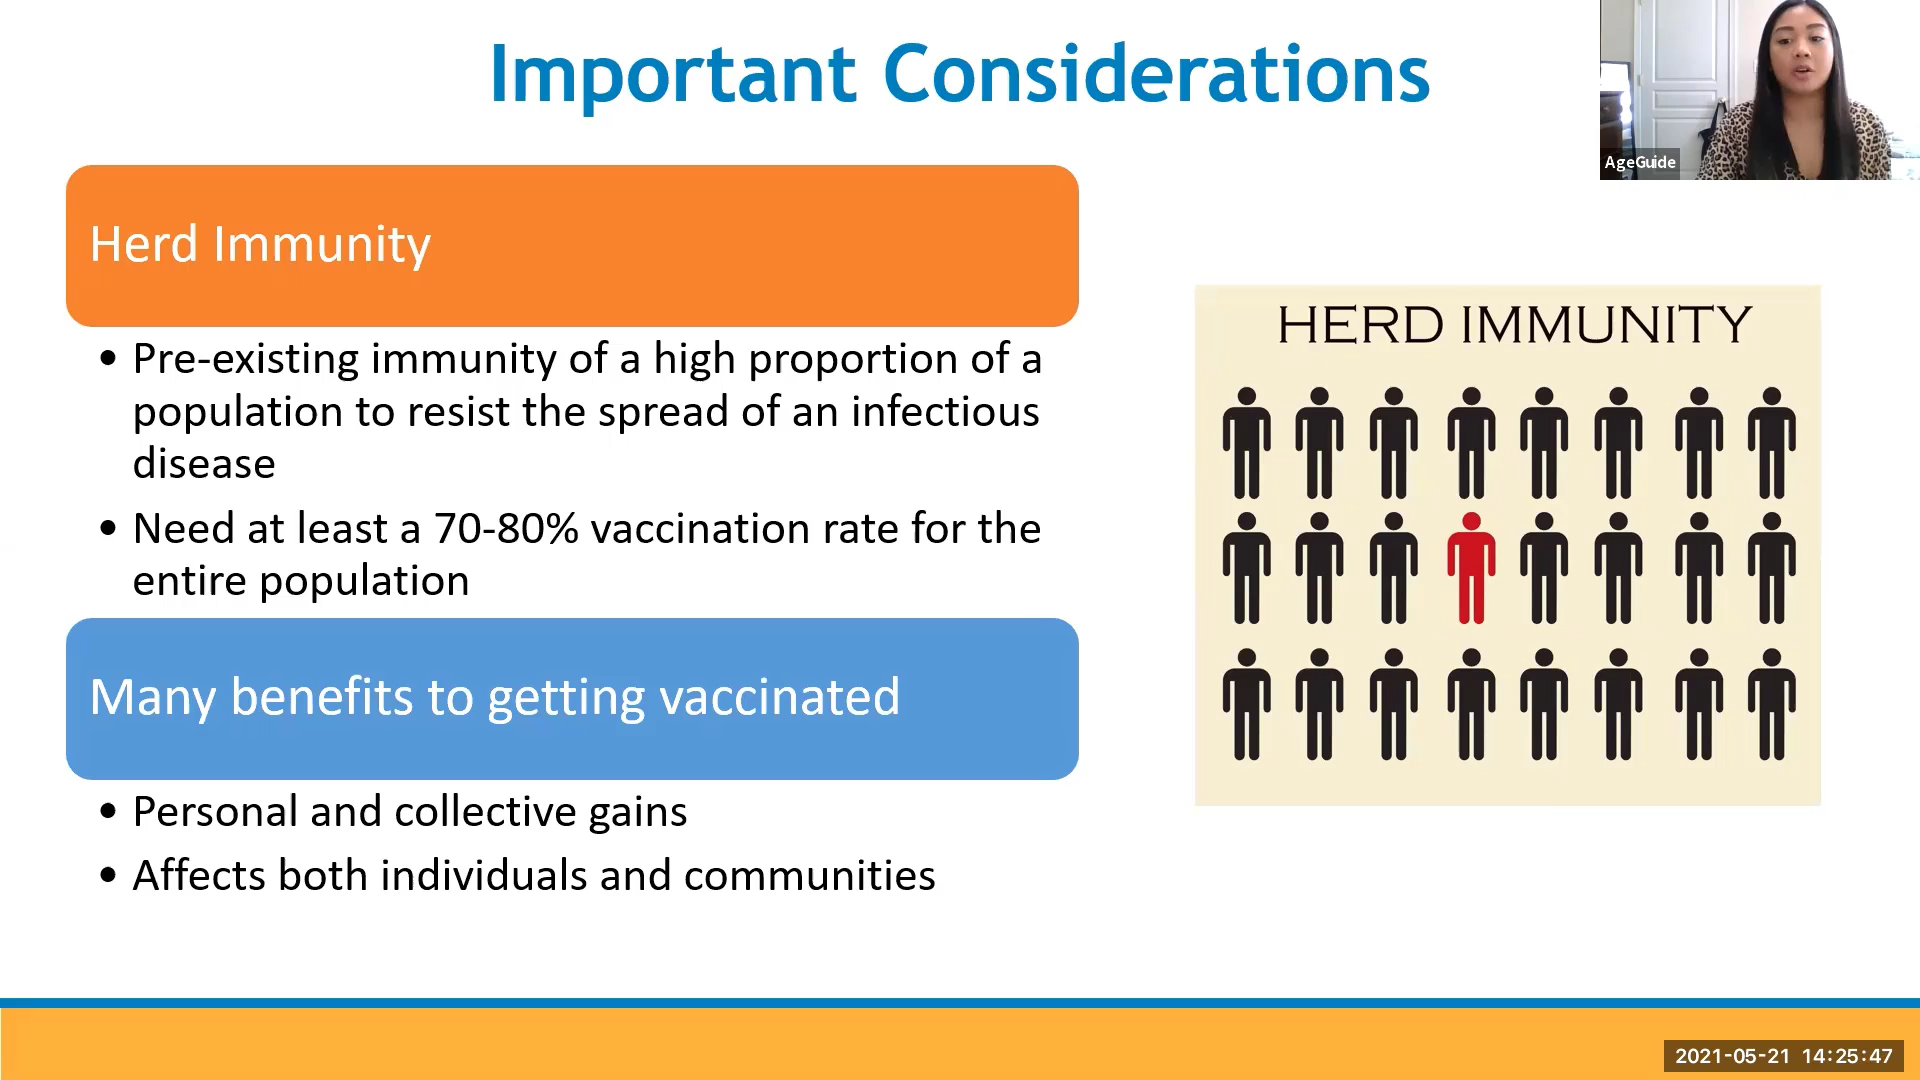 Important Considerations
AgeGuide
Herd Immunity
• Pre-existing immunity of a high proportion of a
population to resist the spread of an infectious
disease
• Need at least a 70-80% vaccination rate for the
entire population
HERD IMMUNITY
Many benefits to getting vaccinated
• Personal and collective gains
• Affects both individuals and communities
2021-05-21 14:25:47